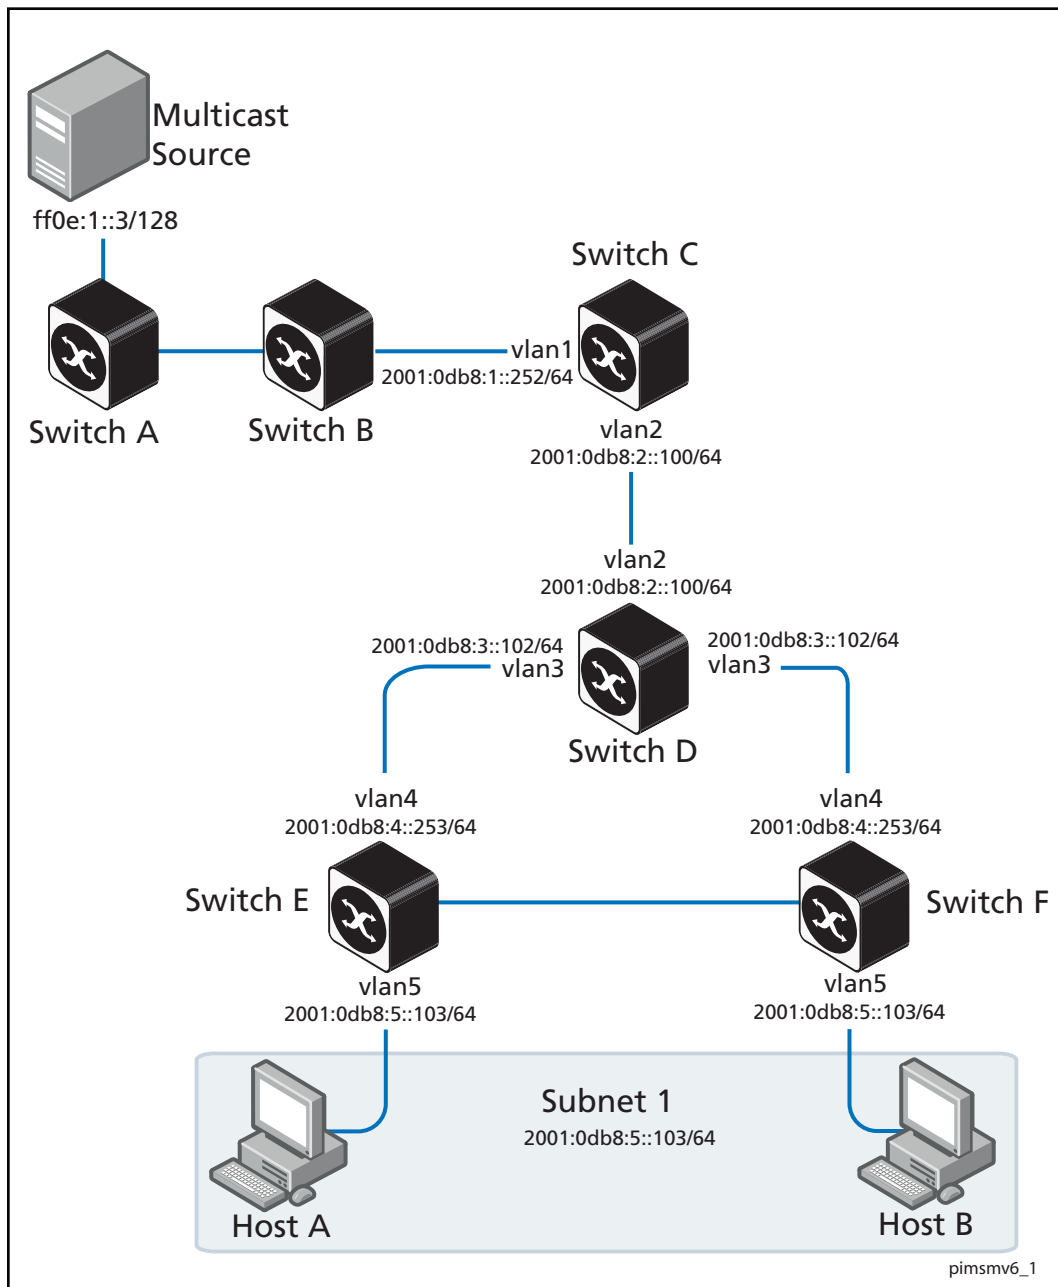 Multicast
Source
ff0e:1::3/128
Switch C
vlan1
2001:0db8:1::252/64
Switch A
Switch B
vlan2
2001:0db8:2::100/64
vlan2
2001:0db8:2::100/64
2001:0db8:3::102/64
vlan3
2001:0db8:3::102/64
vlan3
Switch D
vlan4
2001:0db8:4::253/64
vlan4
2001:0db8:4::253/64
Switch E
Switch F
vlan5
2001:0db8:5::103/64
vlan5
2001:0db8:5::103/64
Subnet 1
2001:0db8:5::103/64
Host A
Host B
pimsmv6_1